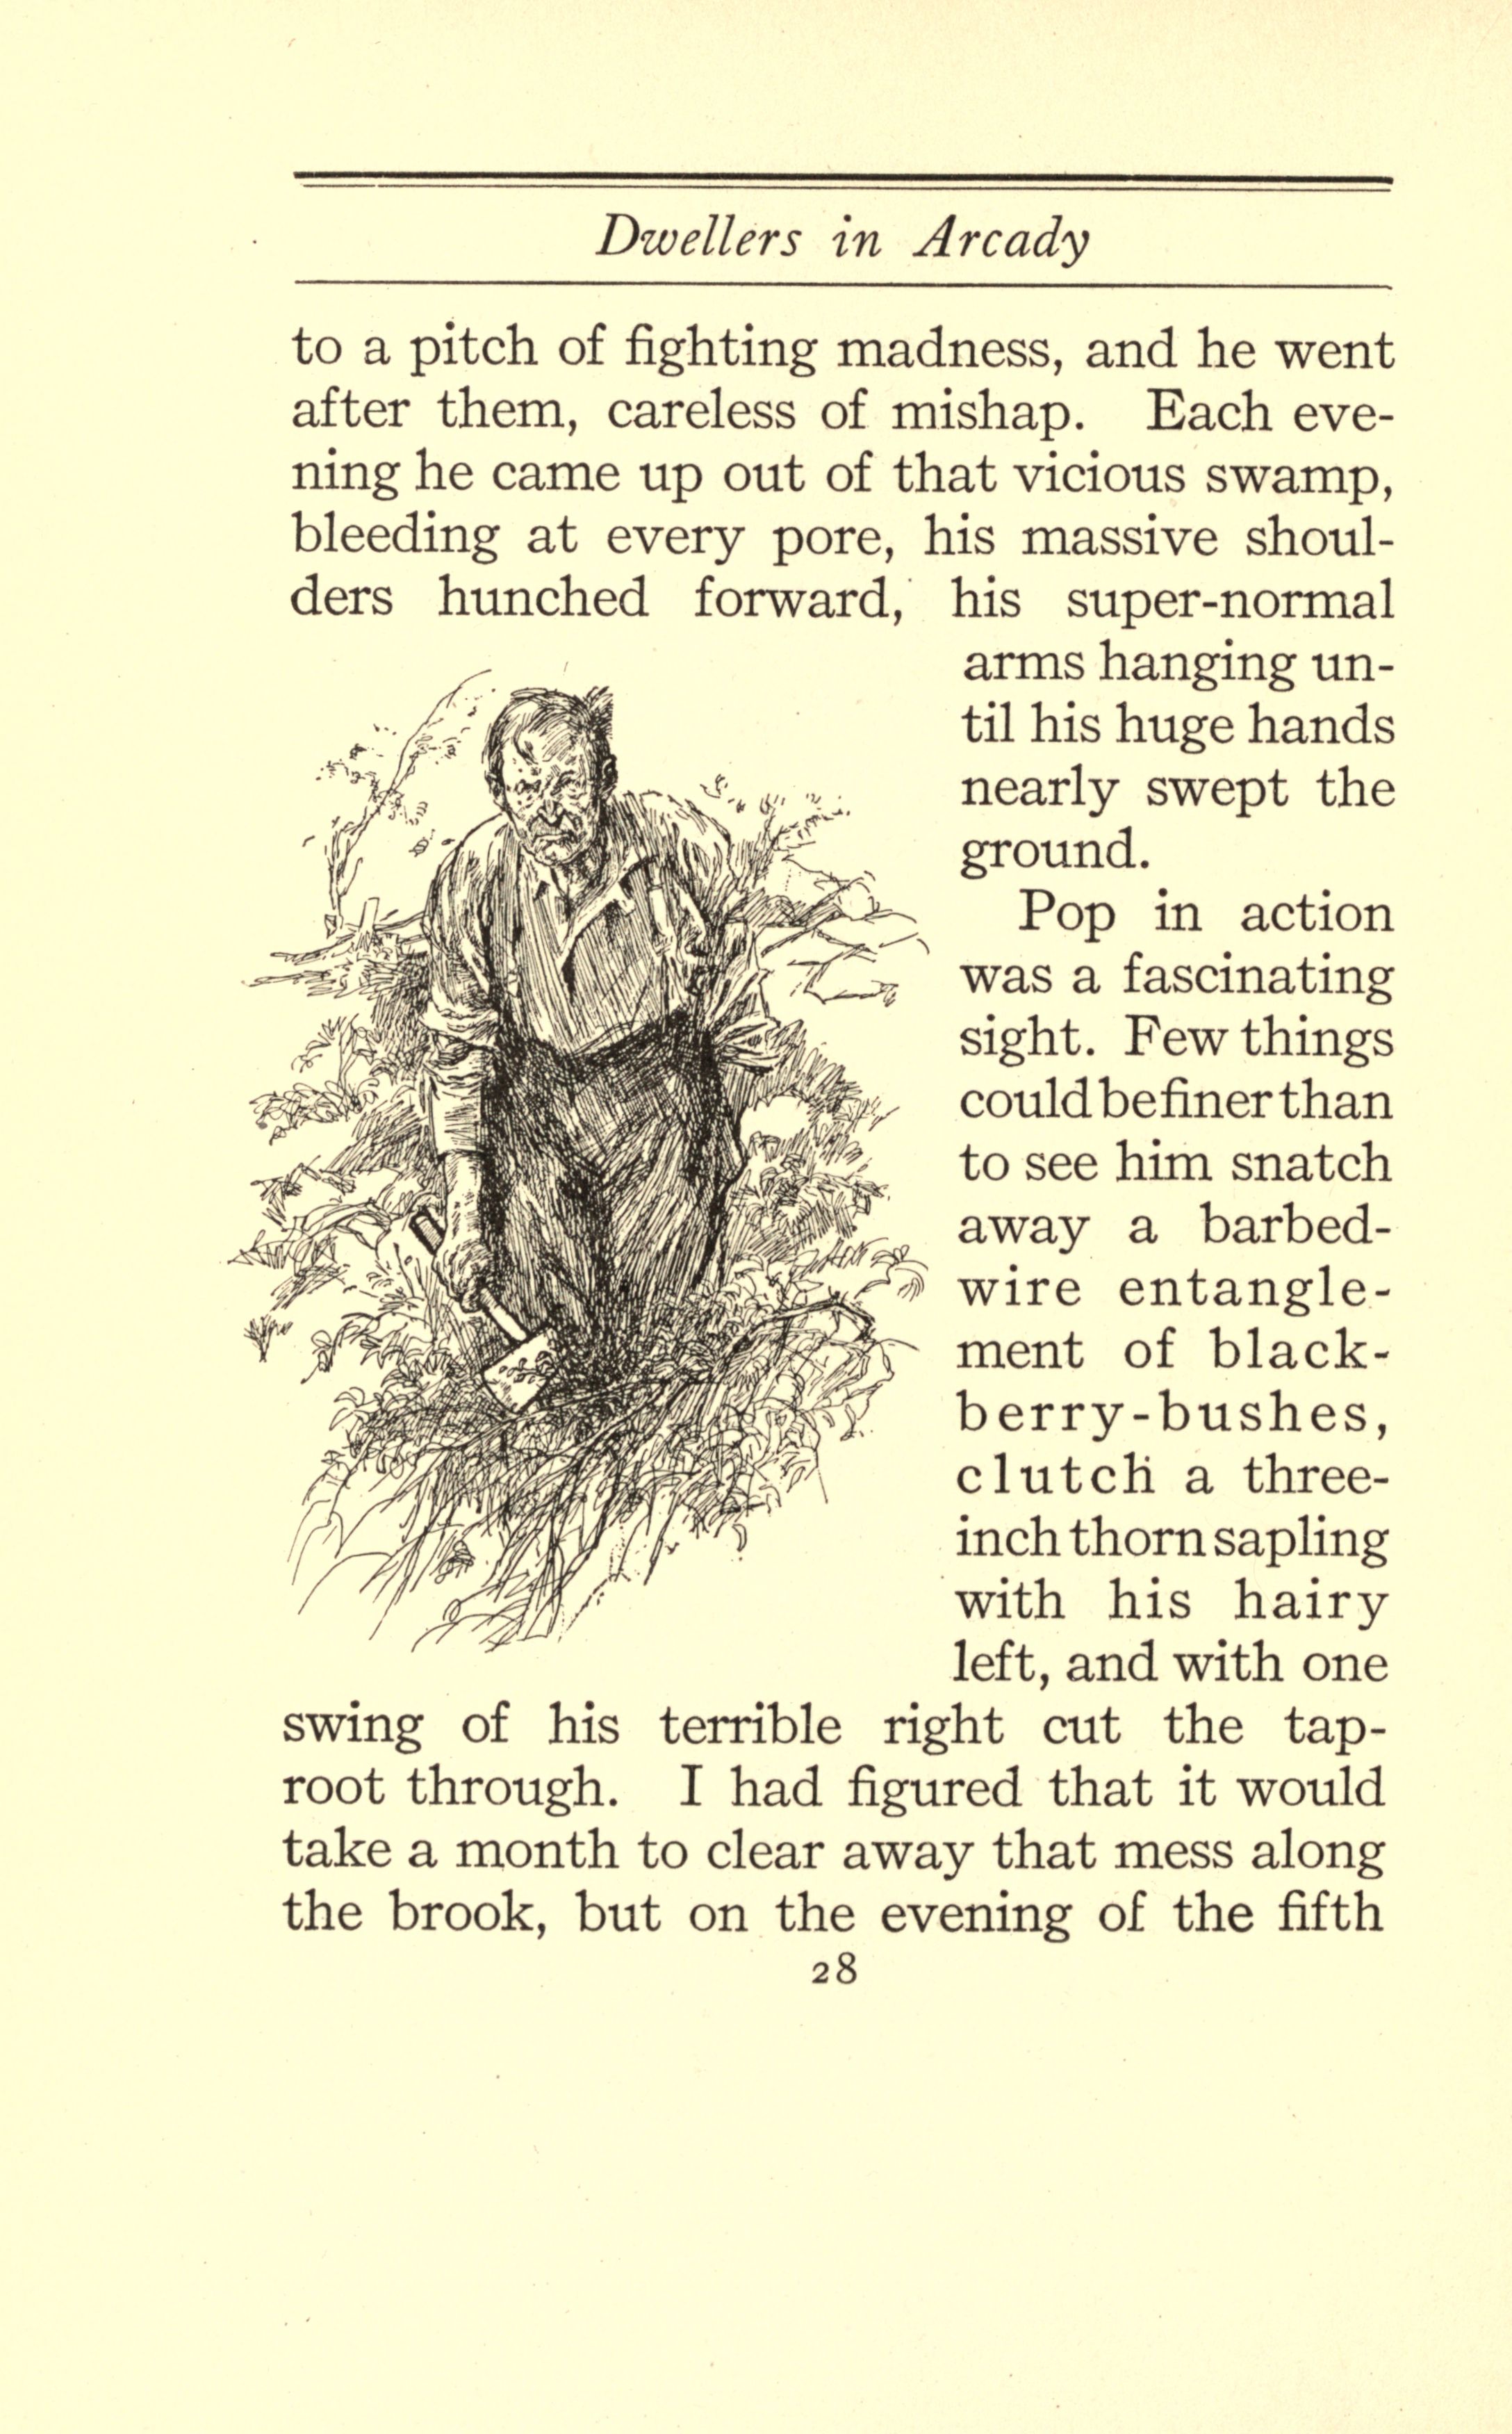 Dwellers in Arcady
to a pitch of fighting madness, and he went
after them, careless of mishap. Each eve-
ning he came up out of that vicious swamp,
bleeding at every pore, his massive shoul-
ders hunched forward, his super-normal
arms hanging un-
til his huge hands
nearly swept the
ground.
Pop in action
was a fascinating
sight. Few things
could be finer than
to see him snatch
away a barbed-
wire entangle-
ment of black-
berry-bushes,
clutch a three-
inch thorn sapling
with his hairy
left, and with one
swing of his terrible right cut the tap-
root through. I had figured that it would
take a month to clear away that mess along
the brook, but on the evening of the fifth
28